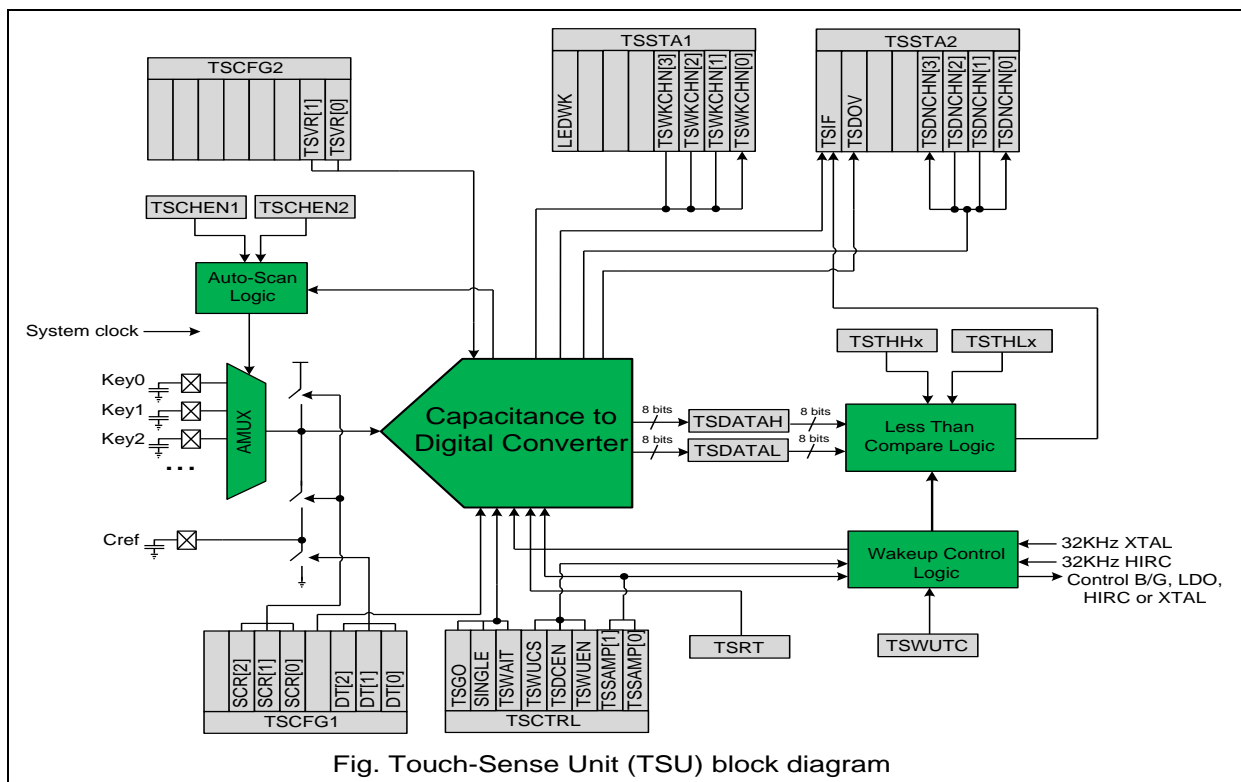 TSCFG2
TSVR[1]
TSVR[0]
TSSTA1
LEDWK
TSWKCHN[3]
TSWKCHN[2]
TSWKCHN[1]
TSWKCHN[0]
TSSTA2
TSIF
TSDOV
TSDNCHN[3]
TSDNCHN[2]
TSDNCHN[1]
TSDNCHN[0]
TSCHEN1
TSCHEN2
Auto-Scan
Logic
System clock
Key0
Key1
Key2
...
AMUX
Cref
Capacitance to
Digital Converter
8 bits
8 bits
TSDATAH
TSDATAL
8 bits
8 bits
TSTHHx
TSTHLx
Less Than
Compare Logic
Wakeup Control
Logic
32KHz XTAL
32KHz HIRC
Control B/G, LDO,
HIRC or XTAL
TSWUTC
TSRT
SCR[2]
SCR[1]
SCR[0]
DT[2]
DT[1]
DT[0]
TSCFG1
TSGO
SINGLE
TSWAIT
TSWUCS
TSDCEN
TSWUEN
TSSAMP[1]
TSSAMP[0]
TSCTRL
Fig. Touch-Sense Unit (TSU) block diagram